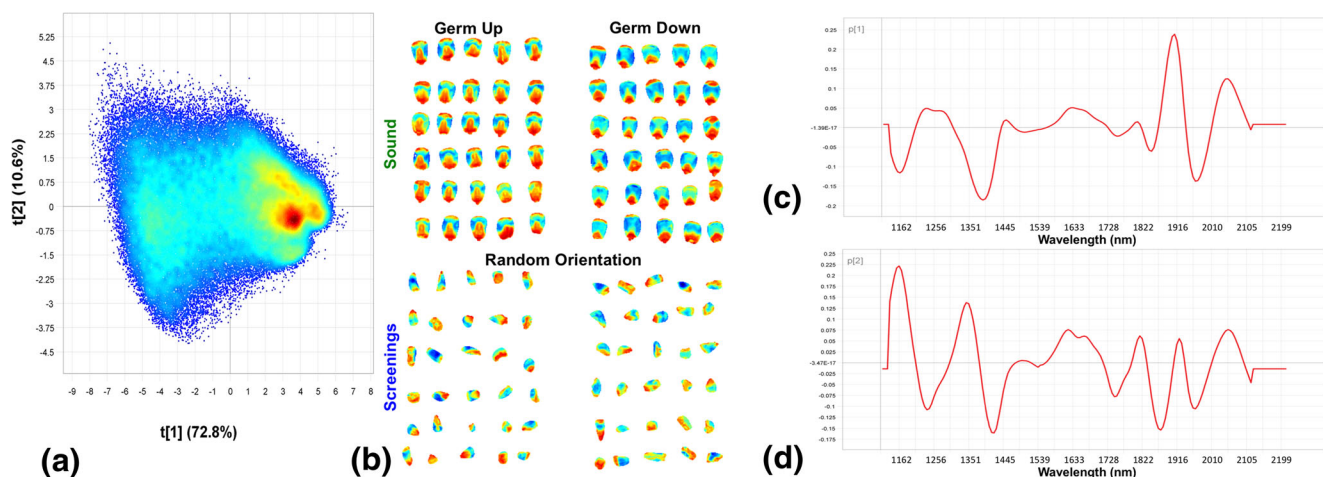 5.25
4.5
3.75
3
2.25
1.5
0.75
0
-0.75
-1.5
-2.25
-3
-3.75
-4.5
t[2] (10.6%)
-9 -8 -7 -6 -5 -4 -3 -2 -1 0 1 2 3 4 5 6 7 8
t[1] (72.8%)
(a)
Germ Up Germ Down
Sound
Random Orientation
Screenings
(b)
p[1]
0.25
0.2
0.15
0.1
0.05
-1.39E-17
-0.05
-0.1
-0.15
-0.2
1162 1256 1351 1445 1539 1633 1728 1822 1916 2010 2105 2199
Wavelength (nm)
(c)
p[2]
0.25
0.225
0.2
0.175
0.15
0.125
0.1
0.075
0.05
0.025
-3.47E-17
-0.025
-0.05
-0.075
-0.1
-0.125
-0.15
-0.175
1162 1256 1351 1445 1539 1633 1728 1822 1916 2010 2105 2199
Wavelength (nm)
(d)